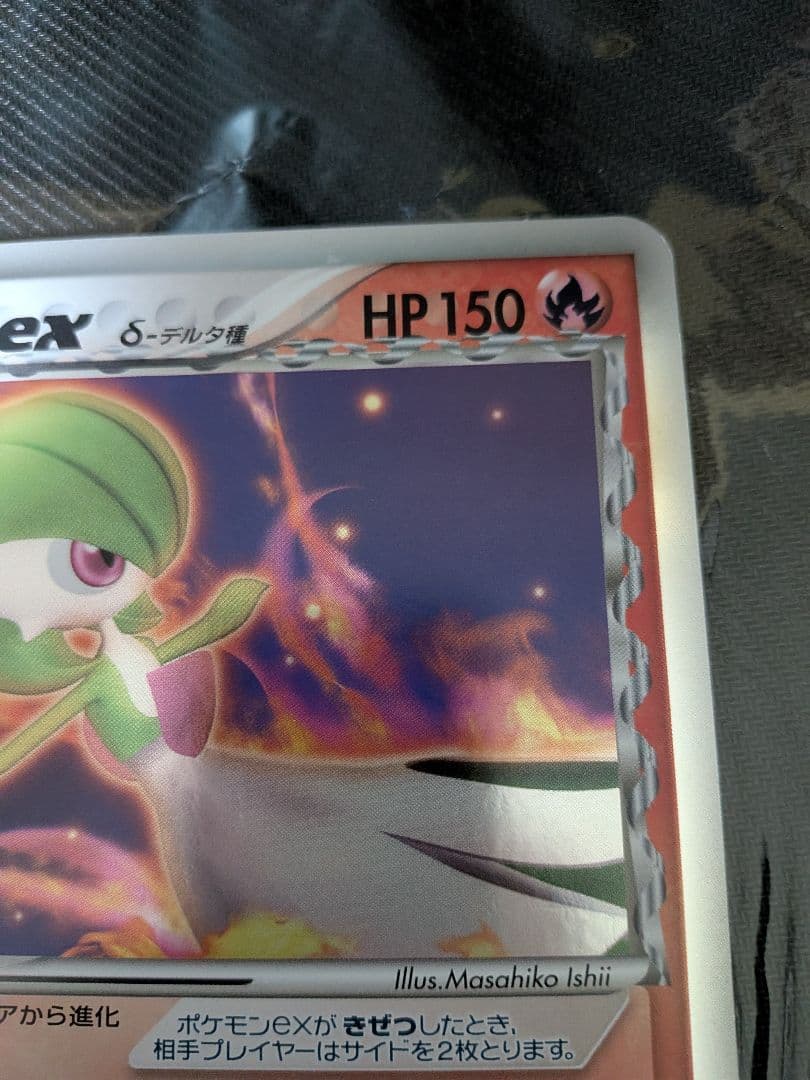 ex δ-デルタ種 HP 150
Illus.Masahiko Ishii
アから進化
ポケモンexが きぜつしたとき、
相手プレイヤーはサイドを2枚とります。